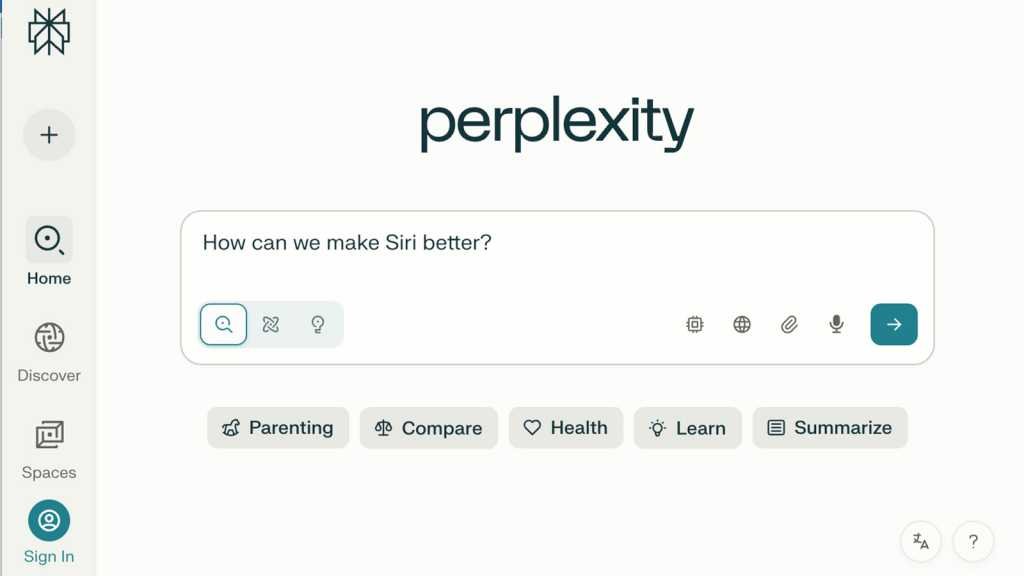 perplexity
How can we make Siri better?
Home
Discover
Spaces
Sign In
Parenting
Compare
Health
Learn
Summarize
?